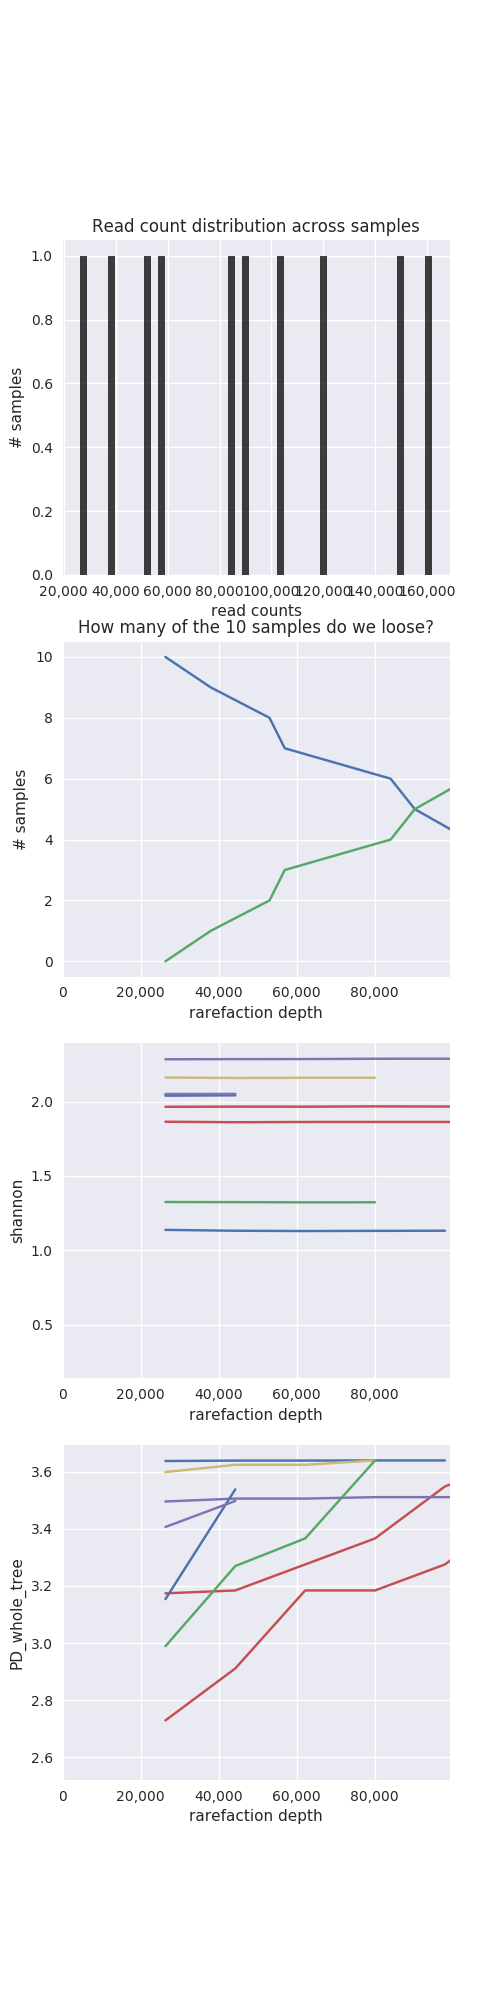 Read count distribution across samples
1.0
0.8
0.6
0.4
0.2
0.0
# samples
20,000 40,000 60,000 80,000 100,000 120,000 140,000 160,000
read counts
How many of the 10 samples do we loose?
10
8
6
4
2
0
# samples
0 20,000 40,000 60,000 80,000
rarefaction depth
2.0
1.5
1.0
0.5
shannon
0 20,000 40,000 60,000 80,000
rarefaction depth
3.6
3.4
3.2
3.0
2.8
2.6
PD_whole_tree
0 20,000 40,000 60,000 80,000
rarefaction depth